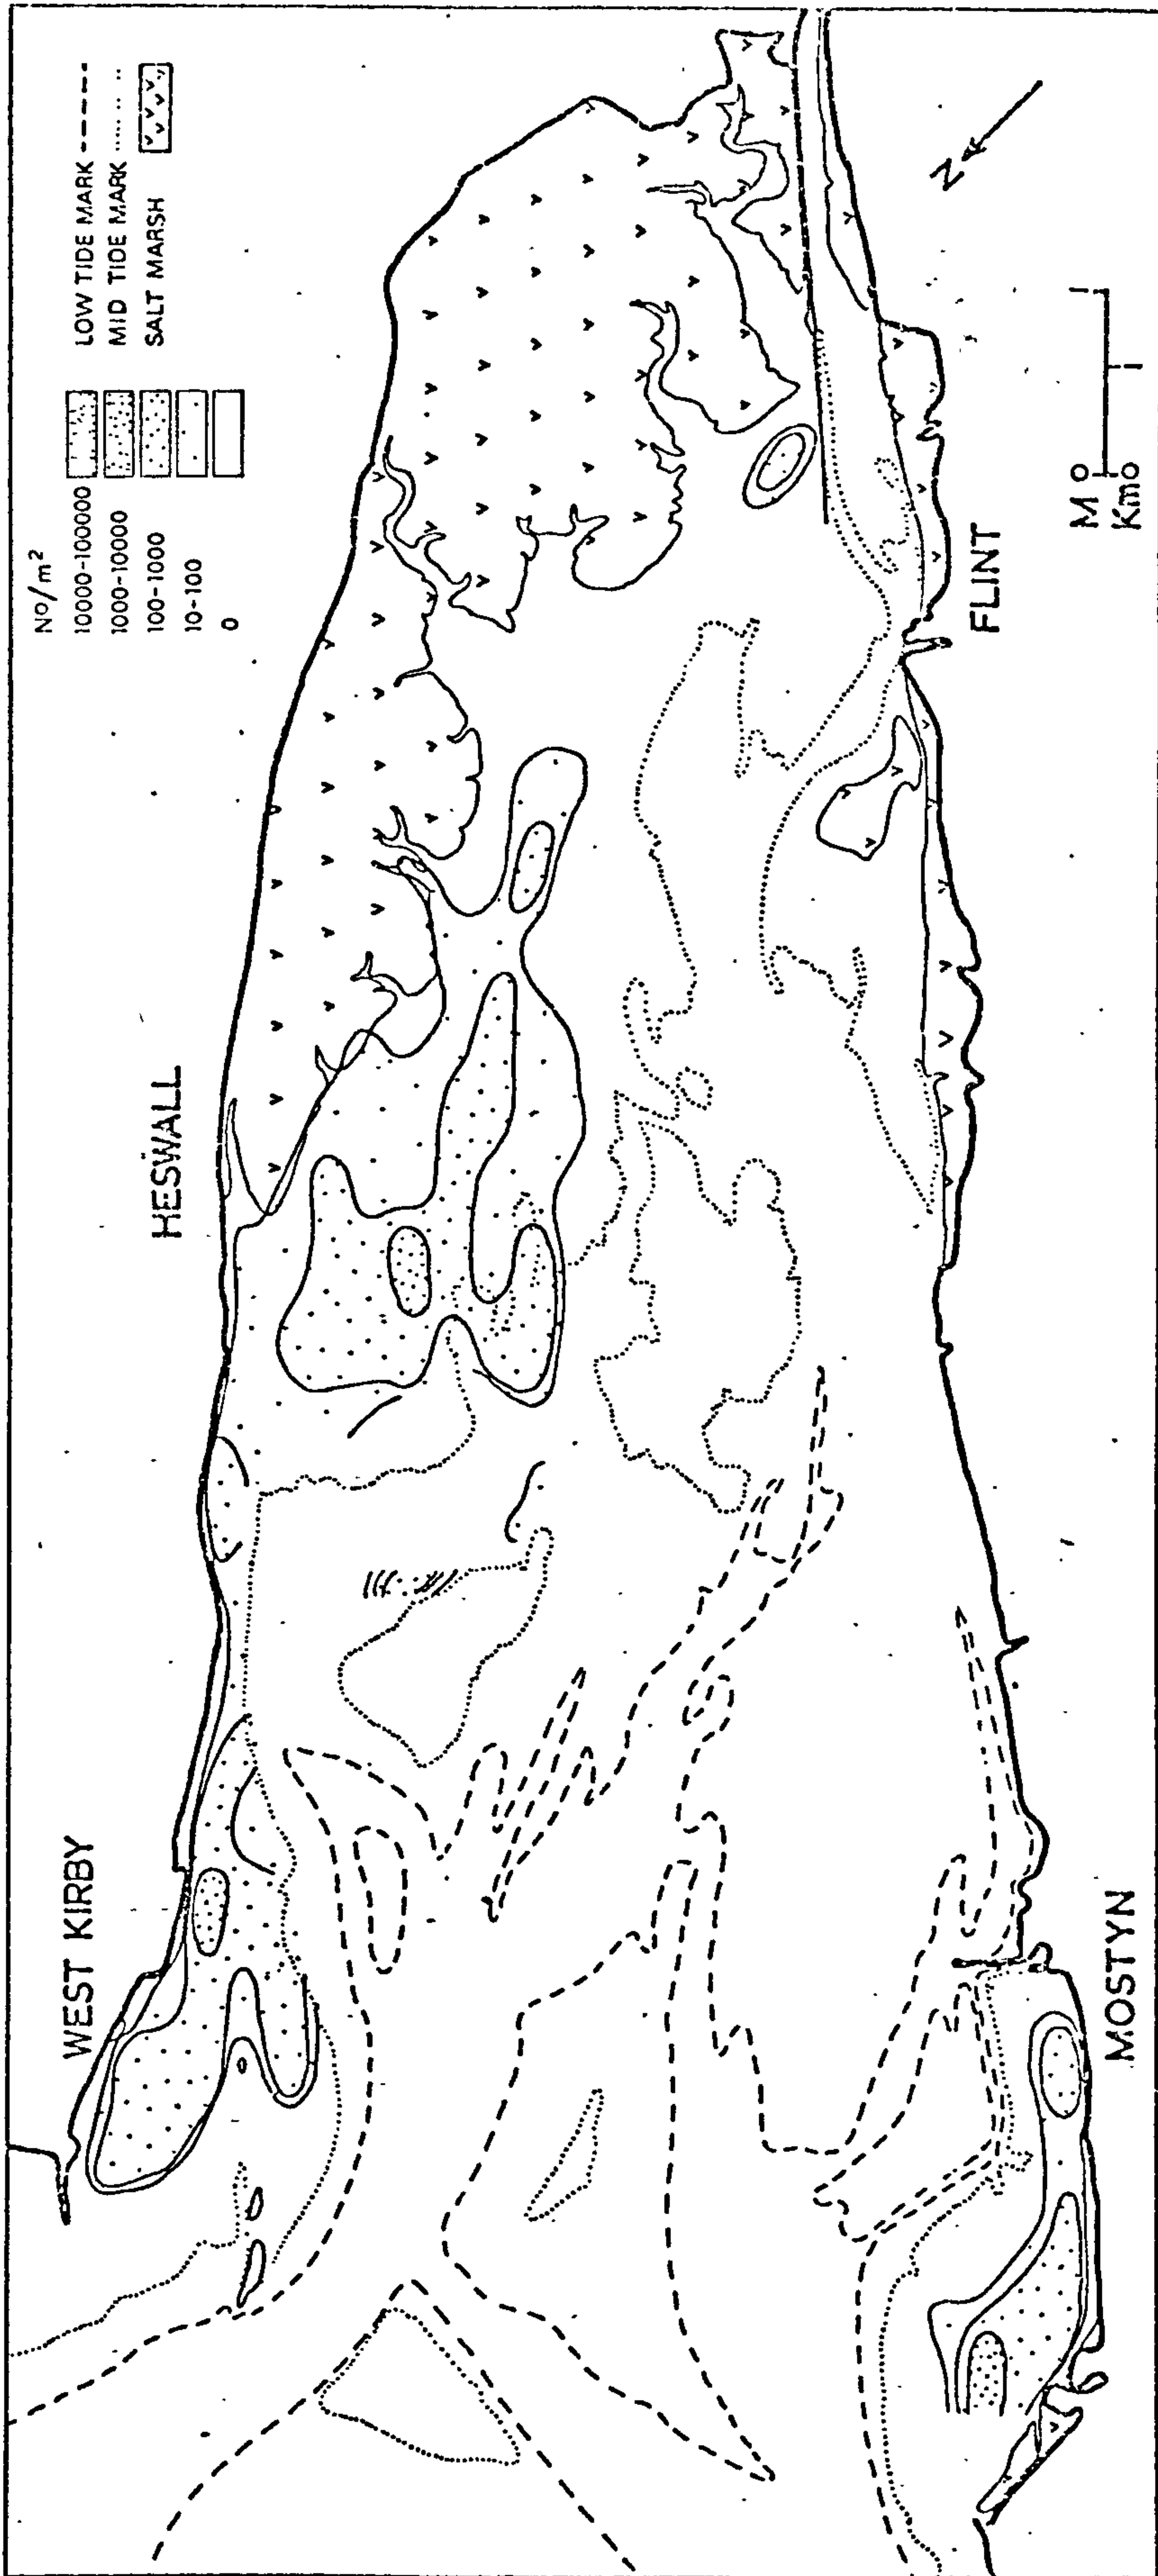 Nº/m²
10000-100000
1000-10000
100-1000
10-100
0
LOW TIDE MARK
MID TIDE MARK
SALT MARSH
WEST KIRBY
HESWALL
N
FLINT
MOSTYN
M 0 1
Km 0 1